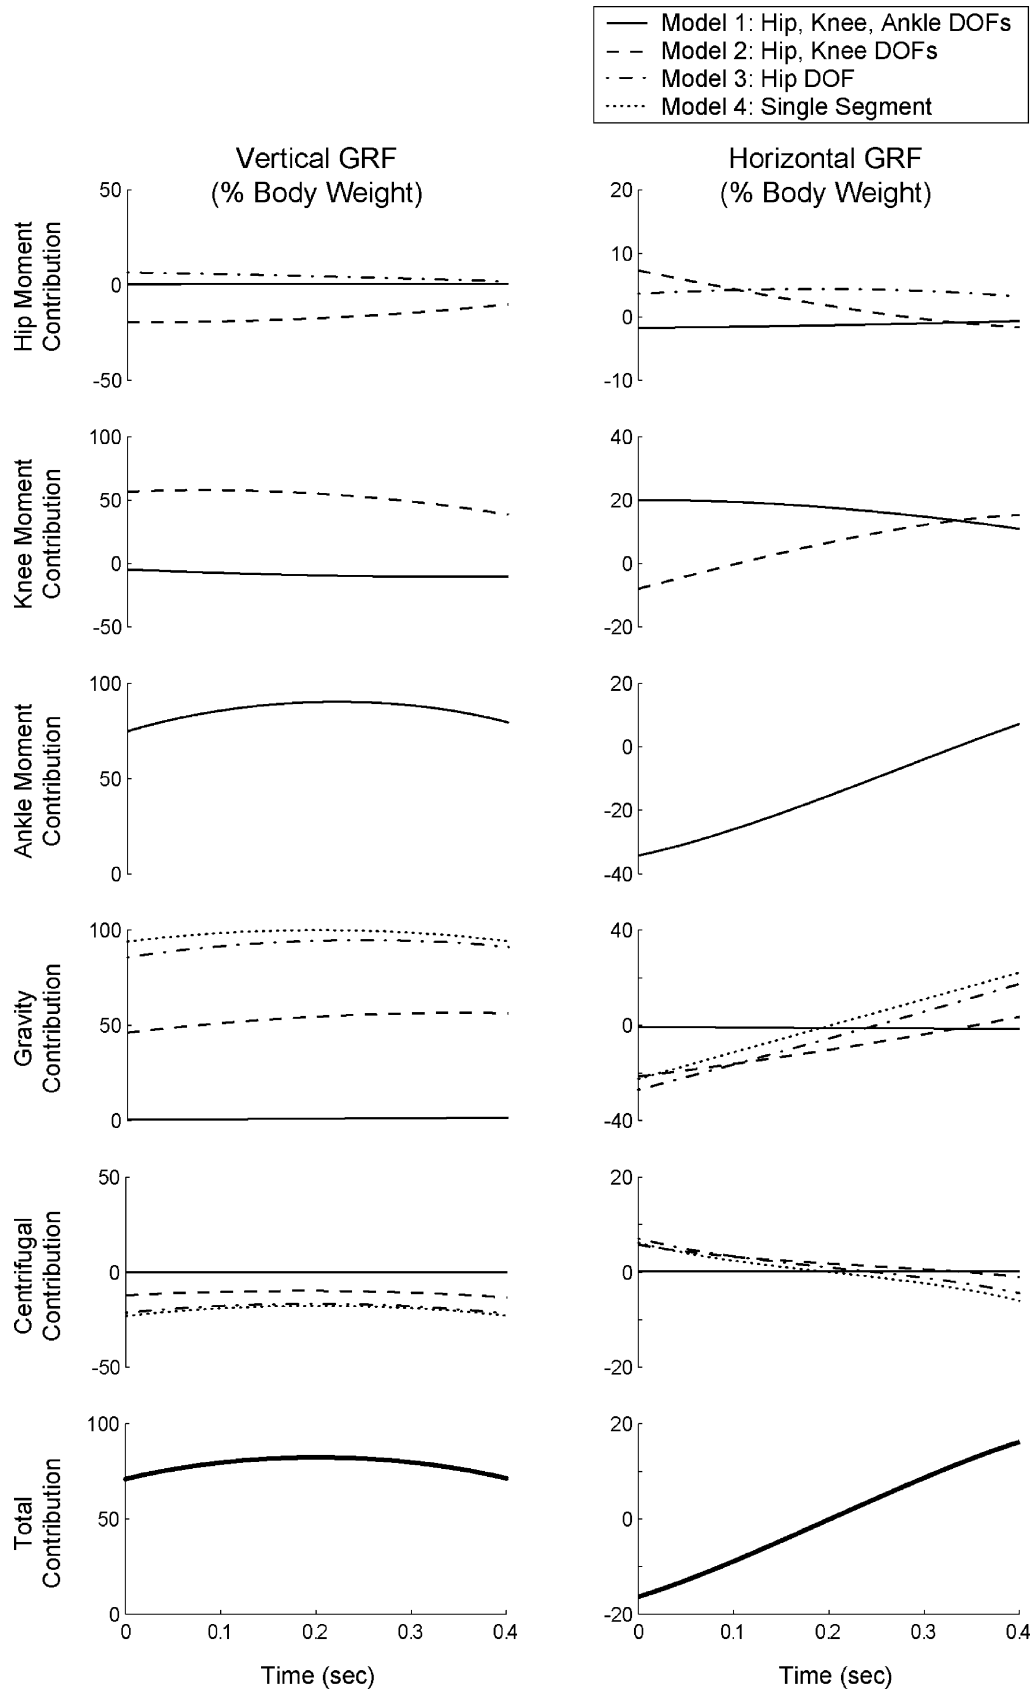 Model 1: Hip, Knee, Ankle DOFs
Model 2: Hip, Knee DOFs
Model 3: Hip DOF
Model 4: Single Segment
Vertical GRF
(% Body Weight)
Horizontal GRF
(% Body Weight)
Hip Moment
Contribution
50
0
-50
20
10
0
-10
Knee Moment
Contribution
100
50
0
-50
40
20
0
-20
Ankle Moment
Contribution
100
50
0
20
0
-20
-40
Gravity
Contribution
100
50
0
40
0
-40
Centrifugal
Contribution
50
0
-50
20
0
-20
Total
Contribution
100
50
0
20
0
-20
0 0.1 0.2 0.3 0.4
0 0.1 0.2 0.3 0.4
Time (sec)
Time (sec)